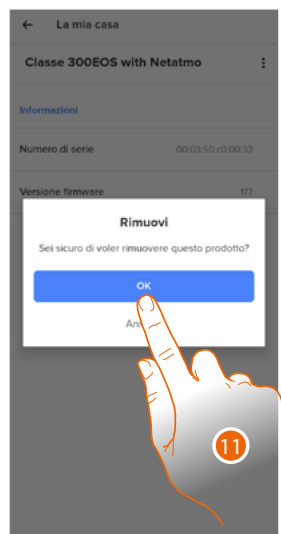 La mia casa
Classe 300EOS with Netatmo
Informazioni
Numero di serie 00:03:50:c0:00:33
Versione firmware 177
Rimuovi
Sei sicuro di voler rimuovere questo prodotto?
OK
11